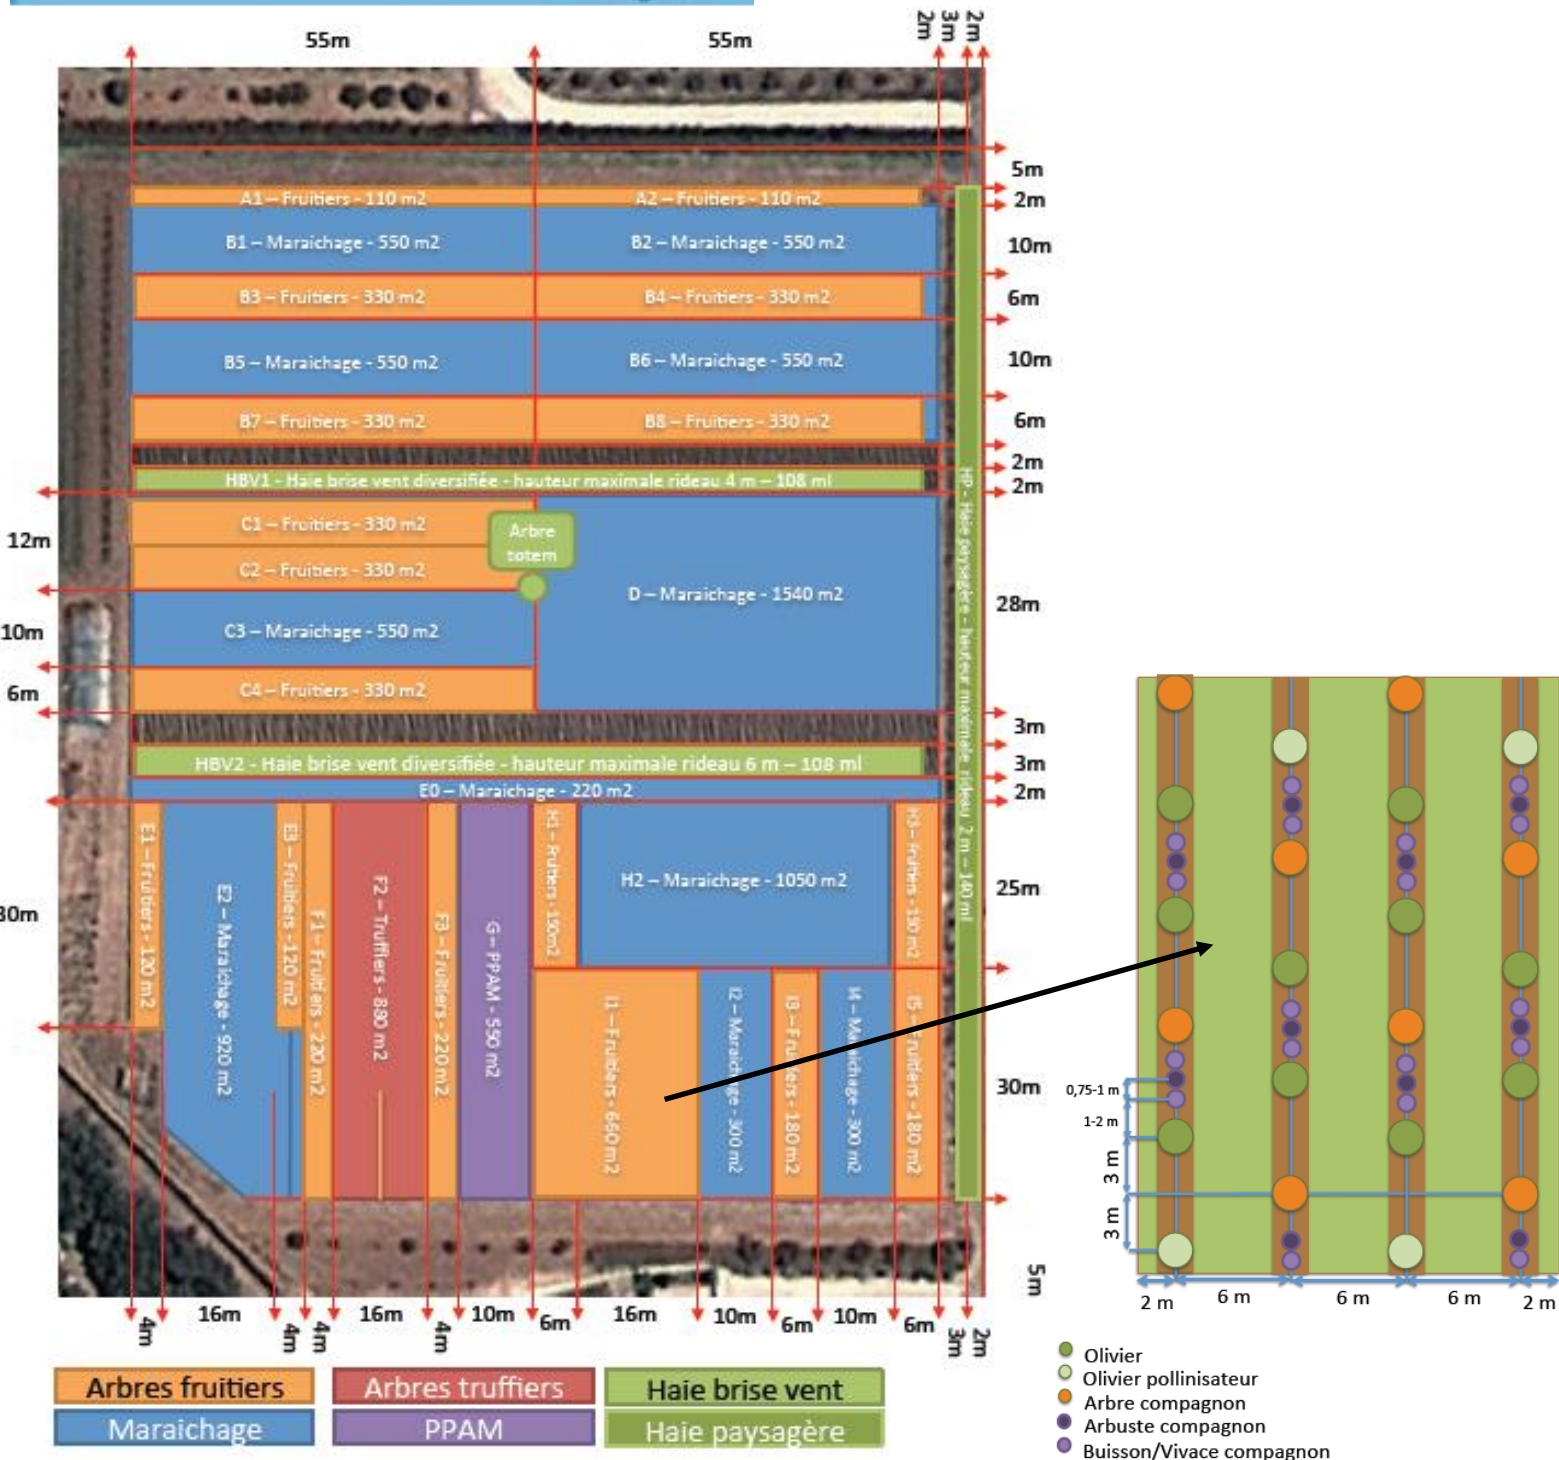 55m
55m
2m
3m
2m
5m
A1 – Fruitiers - 110 m2
A2 – Fruitiers - 110 m2
2m
B1 – Maraichage - 550 m2
B2 – Maraichage - 550 m2
10m
B3 – Fruitiers - 330 m2
B4 – Fruitiers - 330 m2
6m
B5 – Maraichage - 550 m2
B6 – Maraichage - 550 m2
10m
B7 – Fruitiers - 330 m2
B8 – Fruitiers - 330 m2
6m
2m
HBV1 - Haie brise vent diversifiée - hauteur maximale rideau 4 m – 108 ml
2m
HP - Haie paysagère - hauteur maximale rideau 2 m – 140 ml
C1 – Fruitiers - 330 m2
Arbre
totem
12m
C2 – Fruitiers - 330 m2
D – Maraichage - 1540 m2
28m
10m
C3 – Maraichage - 550 m2
6m
C4 – Fruitiers - 330 m2
3m
HBV2 - Haie brise vent diversifiée - hauteur maximale rideau 6 m – 108 ml
3m
E0 – Maraichage - 220 m2
2m
30m
E1 – Fruitiers - 120 m2
E2 – Maraichage - 920 m2
E3 – Fruitiers - 120 m2
F1 – Fruitiers - 220 m2
F2 – Truffiers - 880 m2
F3 – Fruitiers - 220 m2
G – PPAM - 550 m2
H1 – Fruitiers - 150m2
H2 – Maraichage - 1050 m2
H3 – Fruitiers - 150 m2
25m
I1 – Fruitiers - 660 m2
I2 – Maraichage - 300 m2
I3 – Fruitiers - 180 m2
I4 – Maraichage - 300 m2
I5 – Fruitiers - 180 m2
30m
5m
4m
16m
4m
4m
16m
4m
10m
6m
16m
10m
6m
10m
6m
3m
2m
Arbres fruitiers
Arbres truffiers
Haie brise vent
Maraichage
PPAM
Haie paysagère
0,75-1 m
1-2 m
3 m
3 m
2 m
6 m
6 m
6 m
2 m
Olivier
Olivier pollinisateur
Arbre compagnon
Arbuste compagnon
Buisson/Vivace compagnon